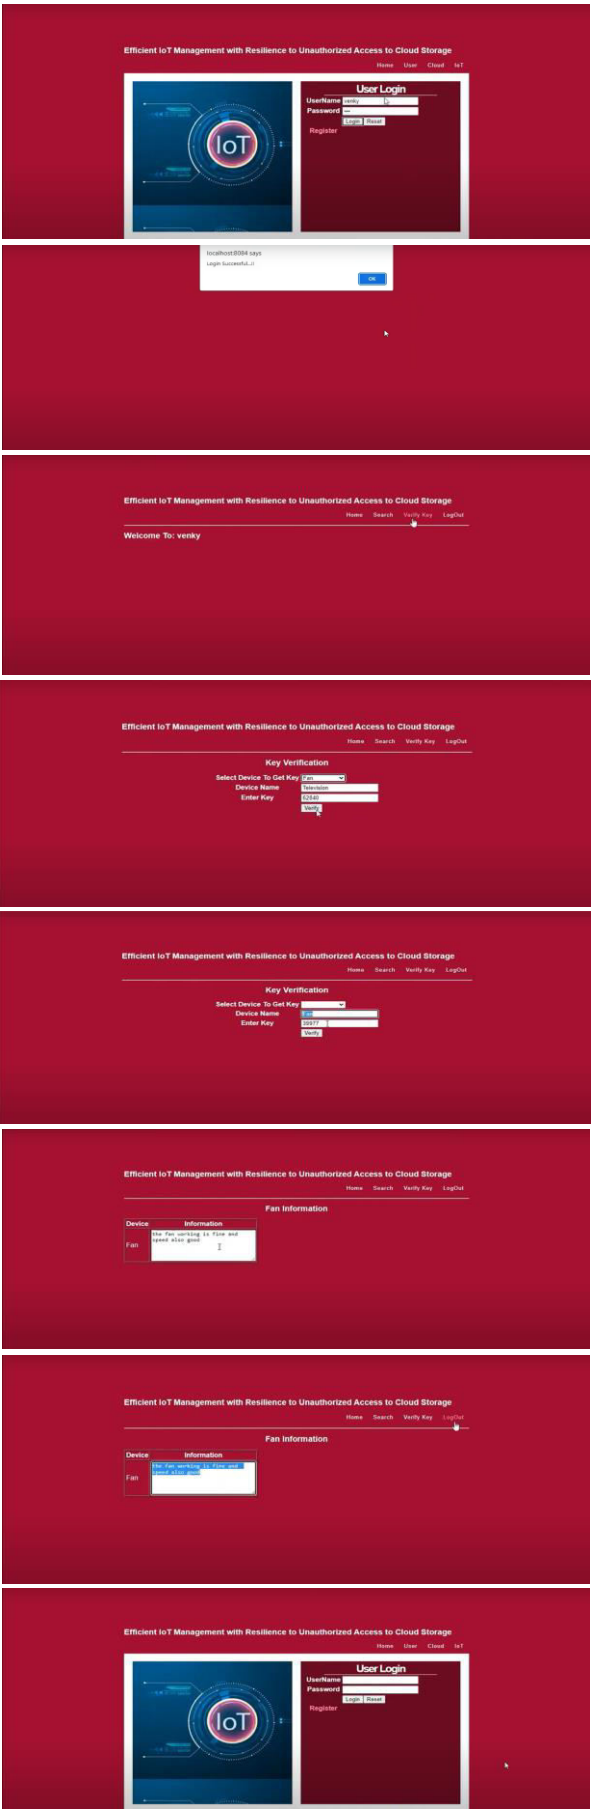 Efficient IoT Management with Resilience to Unauthorized Access to Cloud Storage
Home User Cloud IoT
IoT
User Login
UserName venky
Password
Login Reset
Register
localhost:8084 says
Login Successful..!!
OK
Efficient IoT Management with Resilience to Unauthorized Access to Cloud Storage
Home Search Verify Key LogOut
Welcome To: venky
Efficient IoT Management with Resilience to Unauthorized Access to Cloud Storage
Home Search Verify Key LogOut
Key Verification
Select Device To Get Key Fan
Device Name Television
Enter Key 62840
Verify
Efficient IoT Management with Resilience to Unauthorized Access to Cloud Storage
Home Search Verify Key LogOut
Key Verification
Select Device To Get Key
Device Name Fan
Enter Key 38977
Verify
Efficient IoT Management with Resilience to Unauthorized Access to Cloud Storage
Home Search Verify Key LogOut
Fan Information
Device Information
Fan
the fan working is fine and
speed also good
Efficient IoT Management with Resilience to Unauthorized Access to Cloud Storage
Home Search Verify Key LogOut
Fan Information
Device Information
Fan
the fan working is fine and
speed also good
Efficient IoT Management with Resilience to Unauthorized Access to Cloud Storage
Home User Cloud IoT
IoT
User Login
UserName
Password
Login Reset
Register